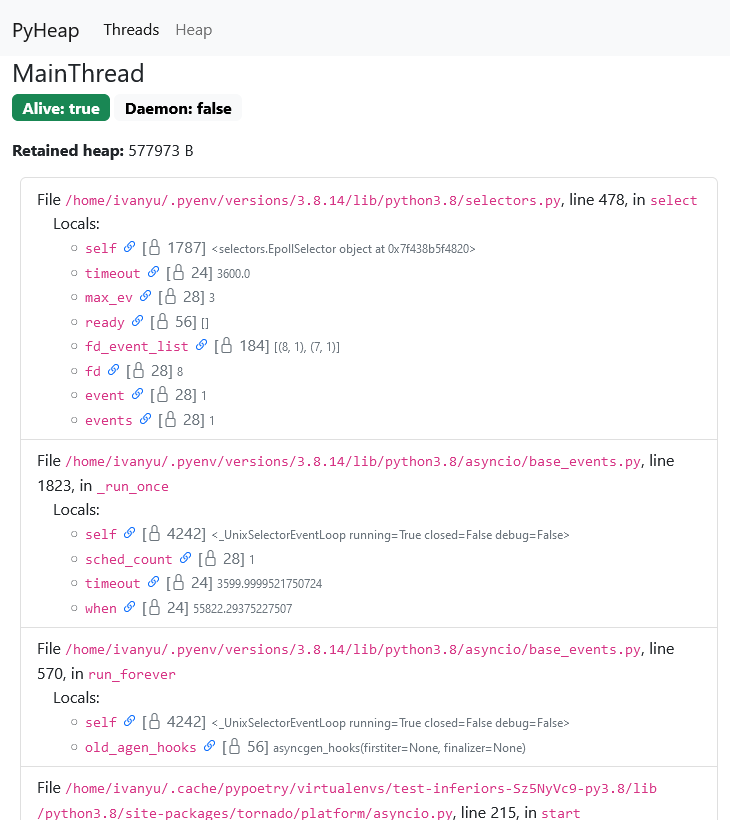 PyHeap Threads Heap
MainThread
Alive: true Daemon: false
Retained heap: 577973 B
File /home/ivanyu/.pyenv/versions/3.8.14/lib/python3.8/selectors.py, line 478, in select
Locals:
self [ 1787] <selectors.EpollSelector object at 0x7f438b5f4820>
timeout [ 24] 3600.0
max_ev [ 28] 3
ready [ 56] []
fd_event_list [ 184] [(8, 1), (7, 1)]
fd [ 28] 8
event [ 28] 1
events [ 28] 1
File /home/ivanyu/.pyenv/versions/3.8.14/lib/python3.8/asyncio/base_events.py, line
1823, in _run_once
Locals:
self [ 4242] <_UnixSelectorEventLoop running=True closed=False debug=False>
sched_count [ 28] 1
timeout [ 24] 3599.9999521750724
when [ 24] 55822.29375227507
File /home/ivanyu/.pyenv/versions/3.8.14/lib/python3.8/asyncio/base_events.py, line
570, in run_forever
Locals:
self [ 4242] <_UnixSelectorEventLoop running=True closed=False debug=False>
old_agen_hooks [ 56] asyncgen_hooks(firstiter=None, finalizer=None)
File /home/ivanyu/.cache/pypoetry/virtualenvs/test-inferiors-Sz5NyVc9-py3.8/lib
/python3.8/site-packages/tornado/platform/asyncio.py, line 215, in start